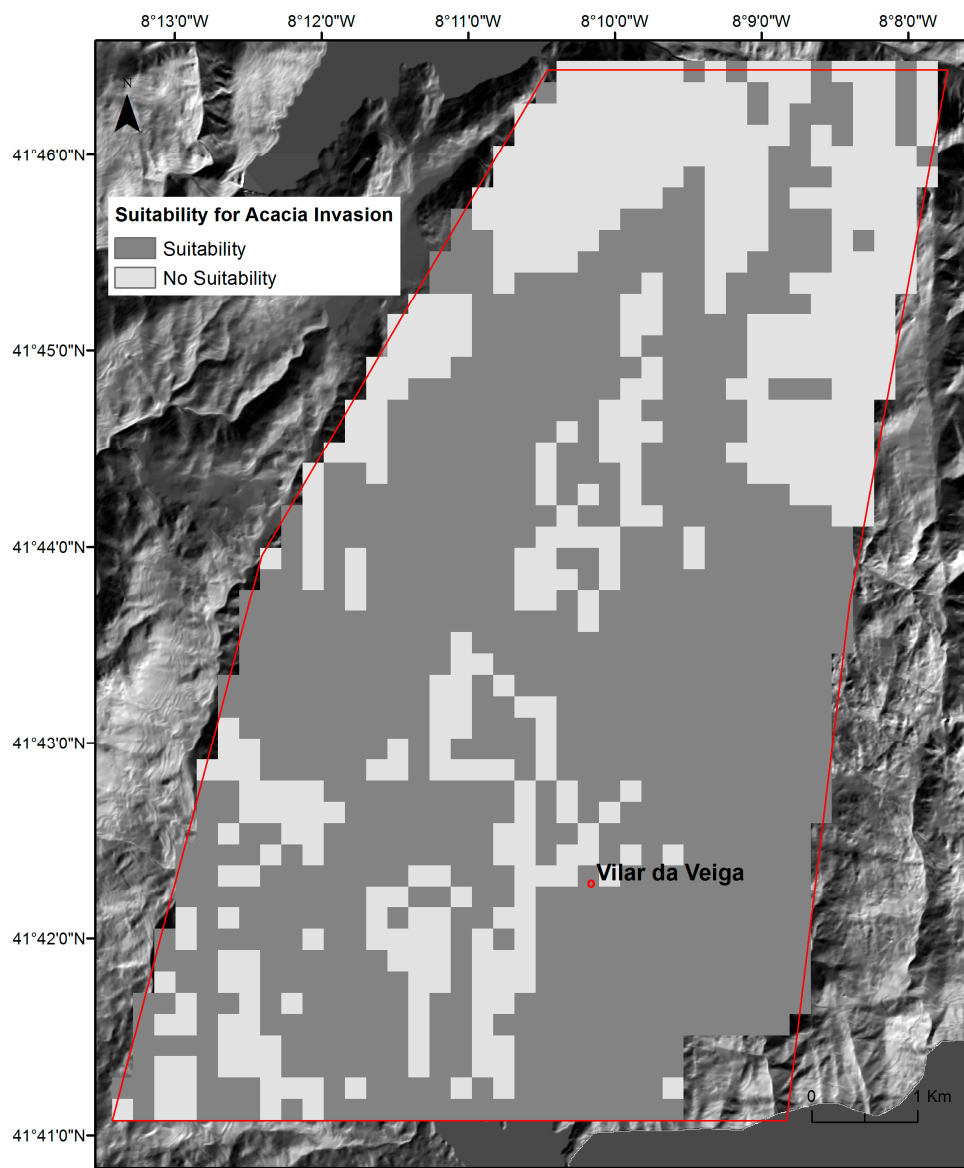 8°13'0"W 8°12'0"W 8°11'0"W 8°10'0"W 8°9'0"W 8°8'0"W
N
41°46'0"N
Suitability for Acacia Invasion
Suitability
No Suitability
41°45'0"N
41°44'0"N
41°43'0"N
Vilar da Veiga
41°42'0"N
0 1 Km
41°41'0"N